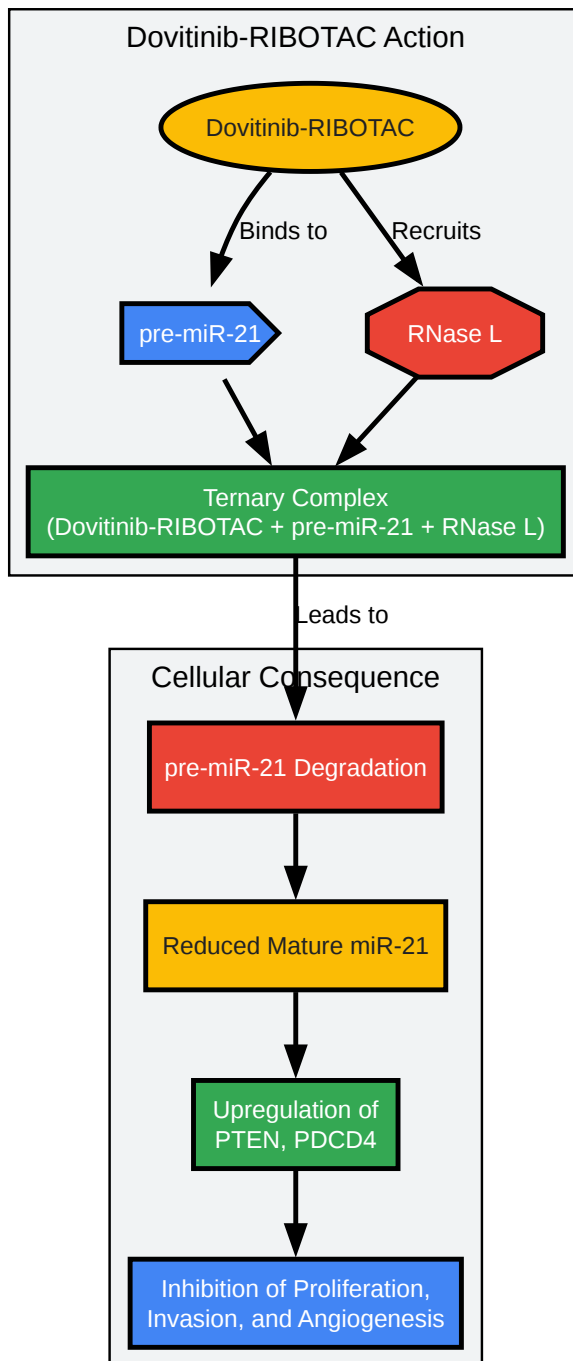 Dovitinib-RIBOTAC Action
Dovitinib-RIBOTAC
Binds to
Recruits
pre-miR-21
RNase L
Ternary Complex
(Dovitinib-RIBOTAC + pre-miR-21 + RNase L)
Leads to
Cellular Consequence
pre-miR-21 Degradation
Reduced Mature miR-21
Upregulation of
PTEN, PDCD4
Inhibition of Proliferation,
Invasion, and Angiogenesis